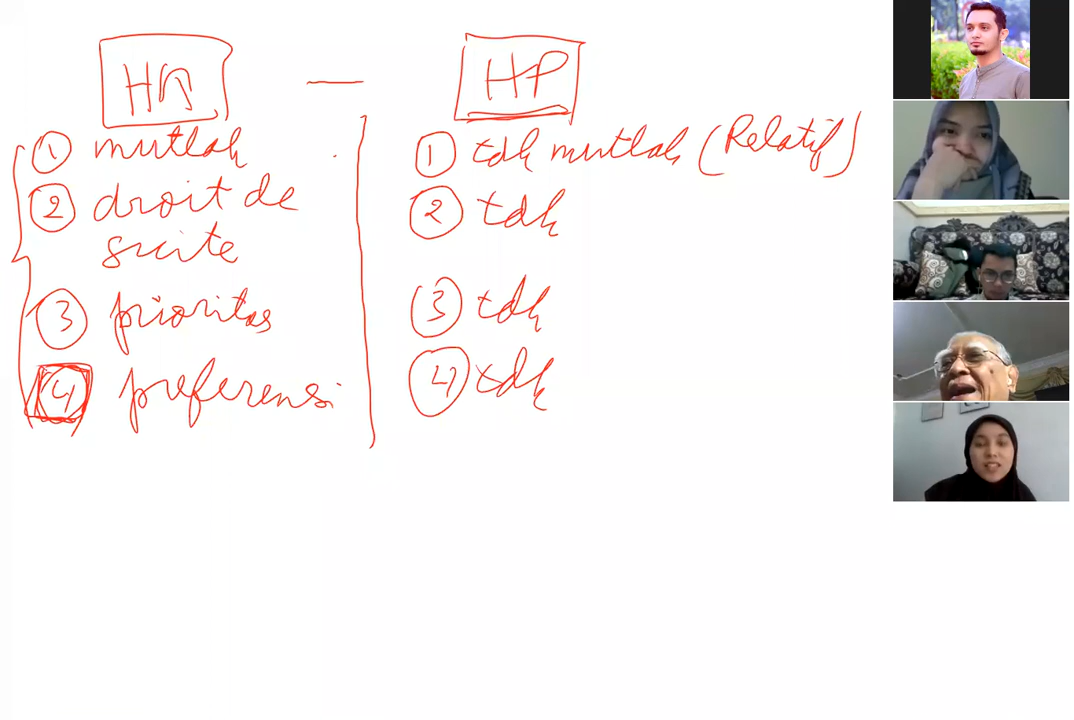 HB — HP
① mutlak
② droit de
suite
③ prioritas
④ preferensi
① tdk mutlak (Relatif)
② tdk
③ tdk
④ tdk